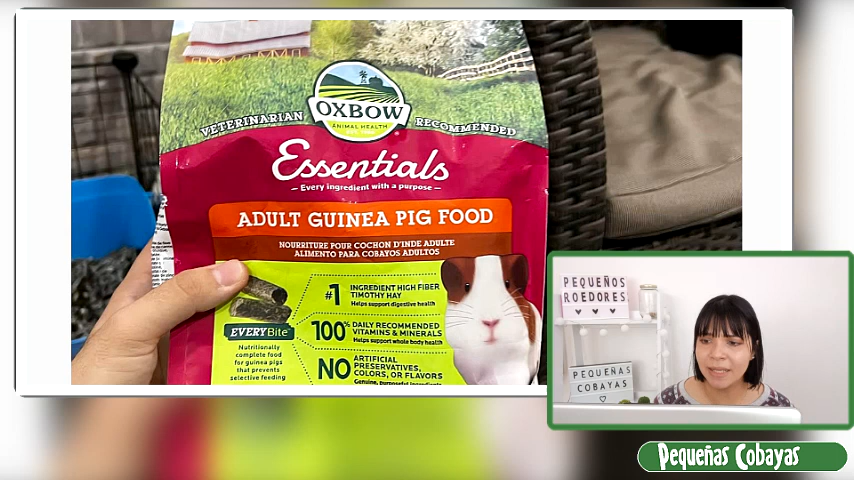 VETERINARIAN RECOMMENDED
OXBOW
ANIMAL HEALTH
Essentials
– Every ingredient with a purpose –
ADULT GUINEA PIG FOOD
NOURRITURE POUR COCHON D'INDE ADULTE
ALIMENTO PARA COBAYOS ADULTOS
#1 INGREDIENT HIGH FIBER
TIMOTHY HAY
Helps support digestive health
EVERYBite
Nutritionally
complete food
for guinea pigs
that prevents
selective feeding
100% DAILY RECOMMENDED
VITAMINS & MINERALS
Helps support whole body health
NO ARTIFICIAL
PRESERVATIVES,
COLORS, OR FLAVORS
Genuine, purposeful ingredients
PEQUEÑOS
ROEDORES
PEQUEÑAS
COBAYAS
Pequeñas Cobayas